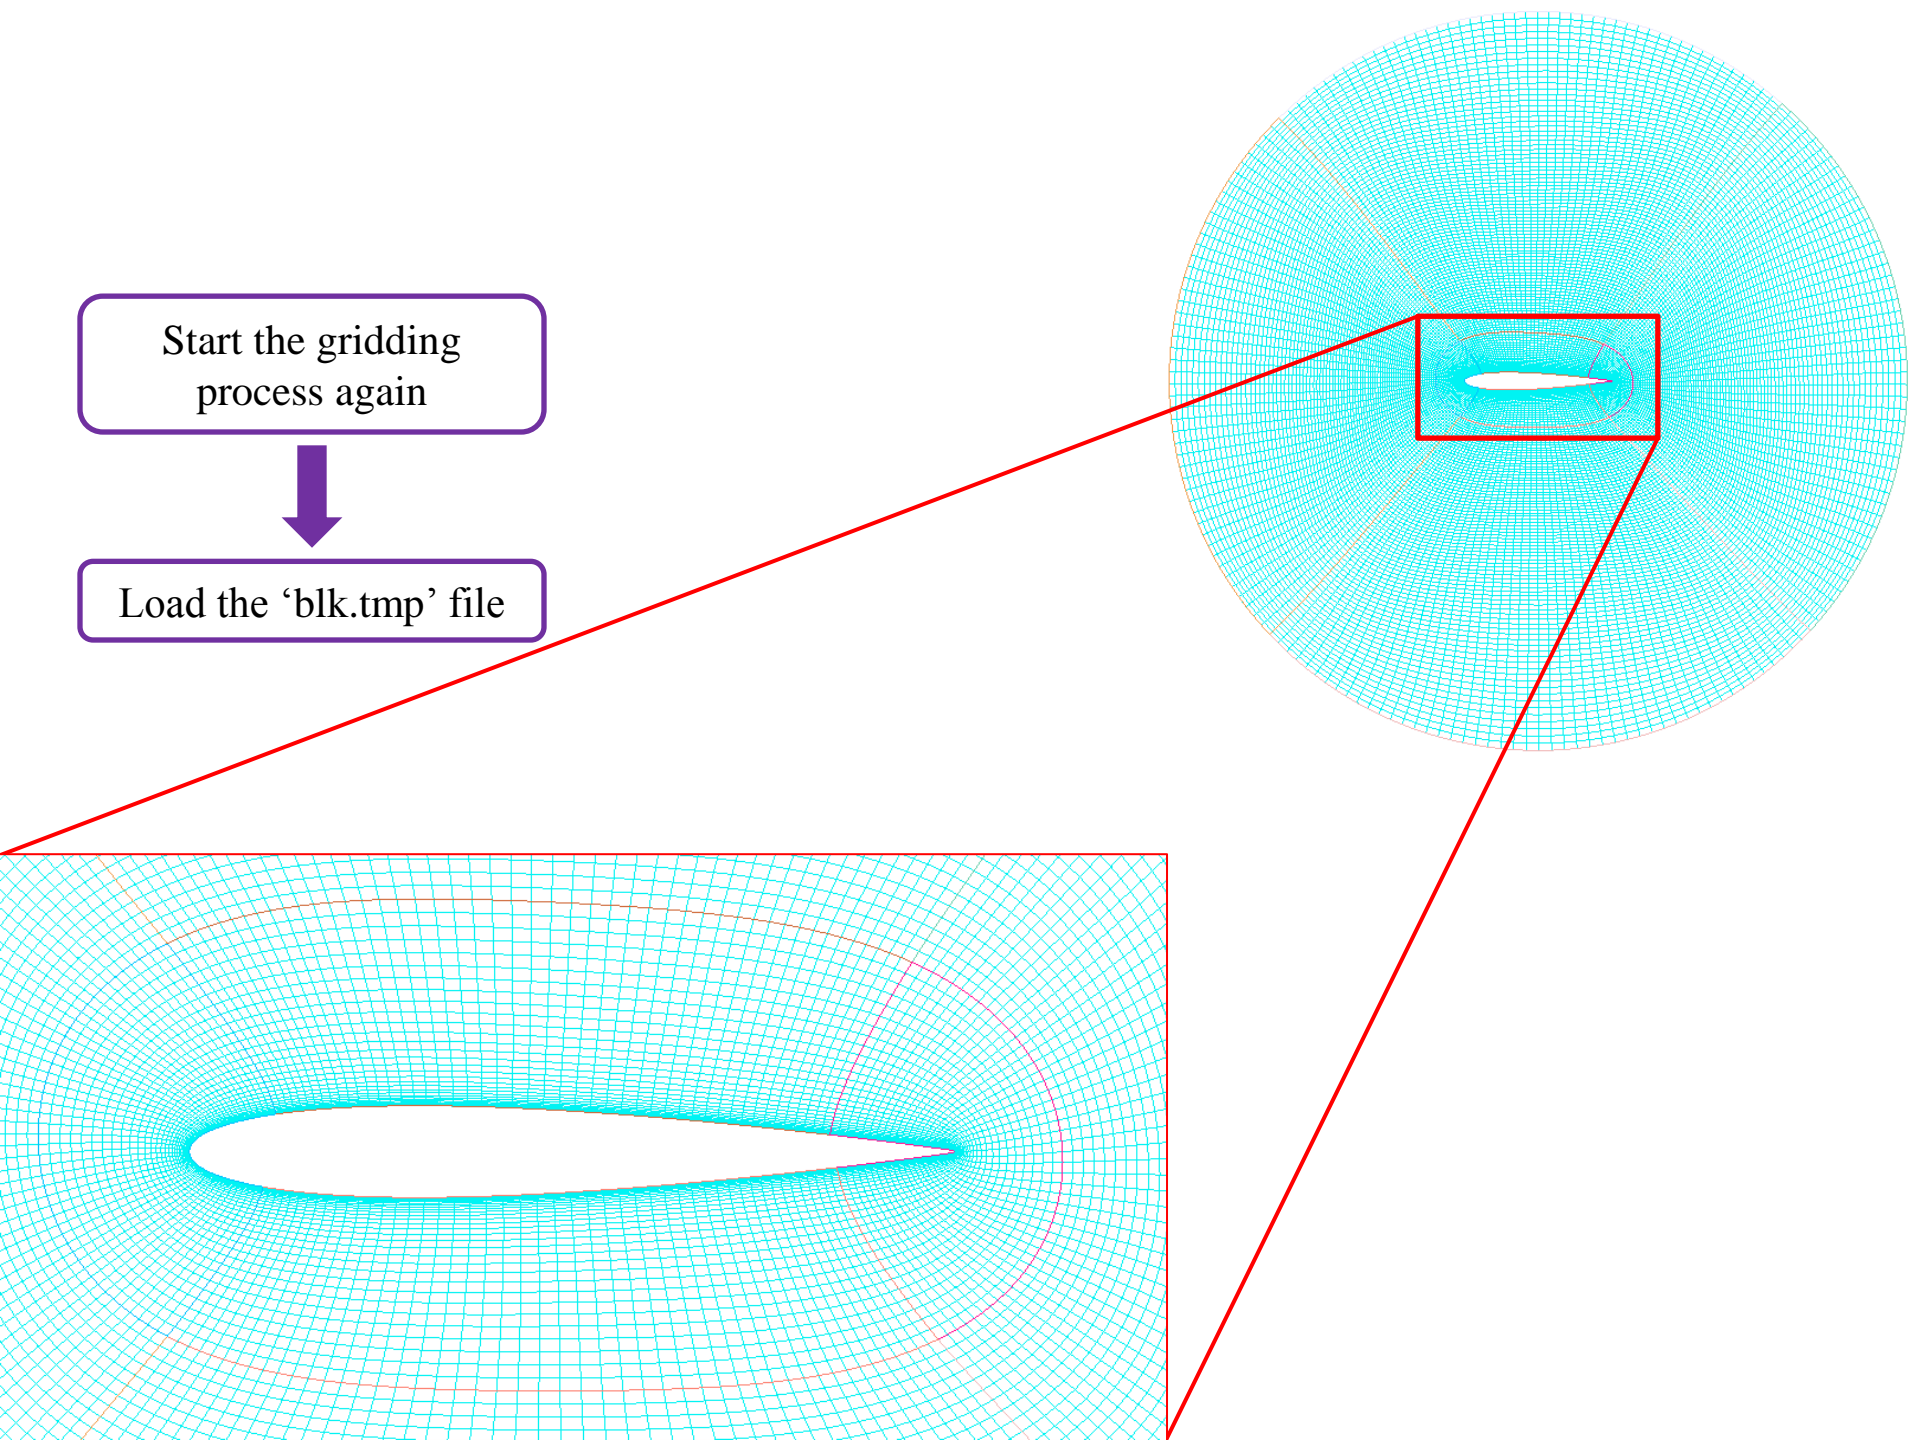 Start the gridding
process again
Load the ‘blk.tmp’ file